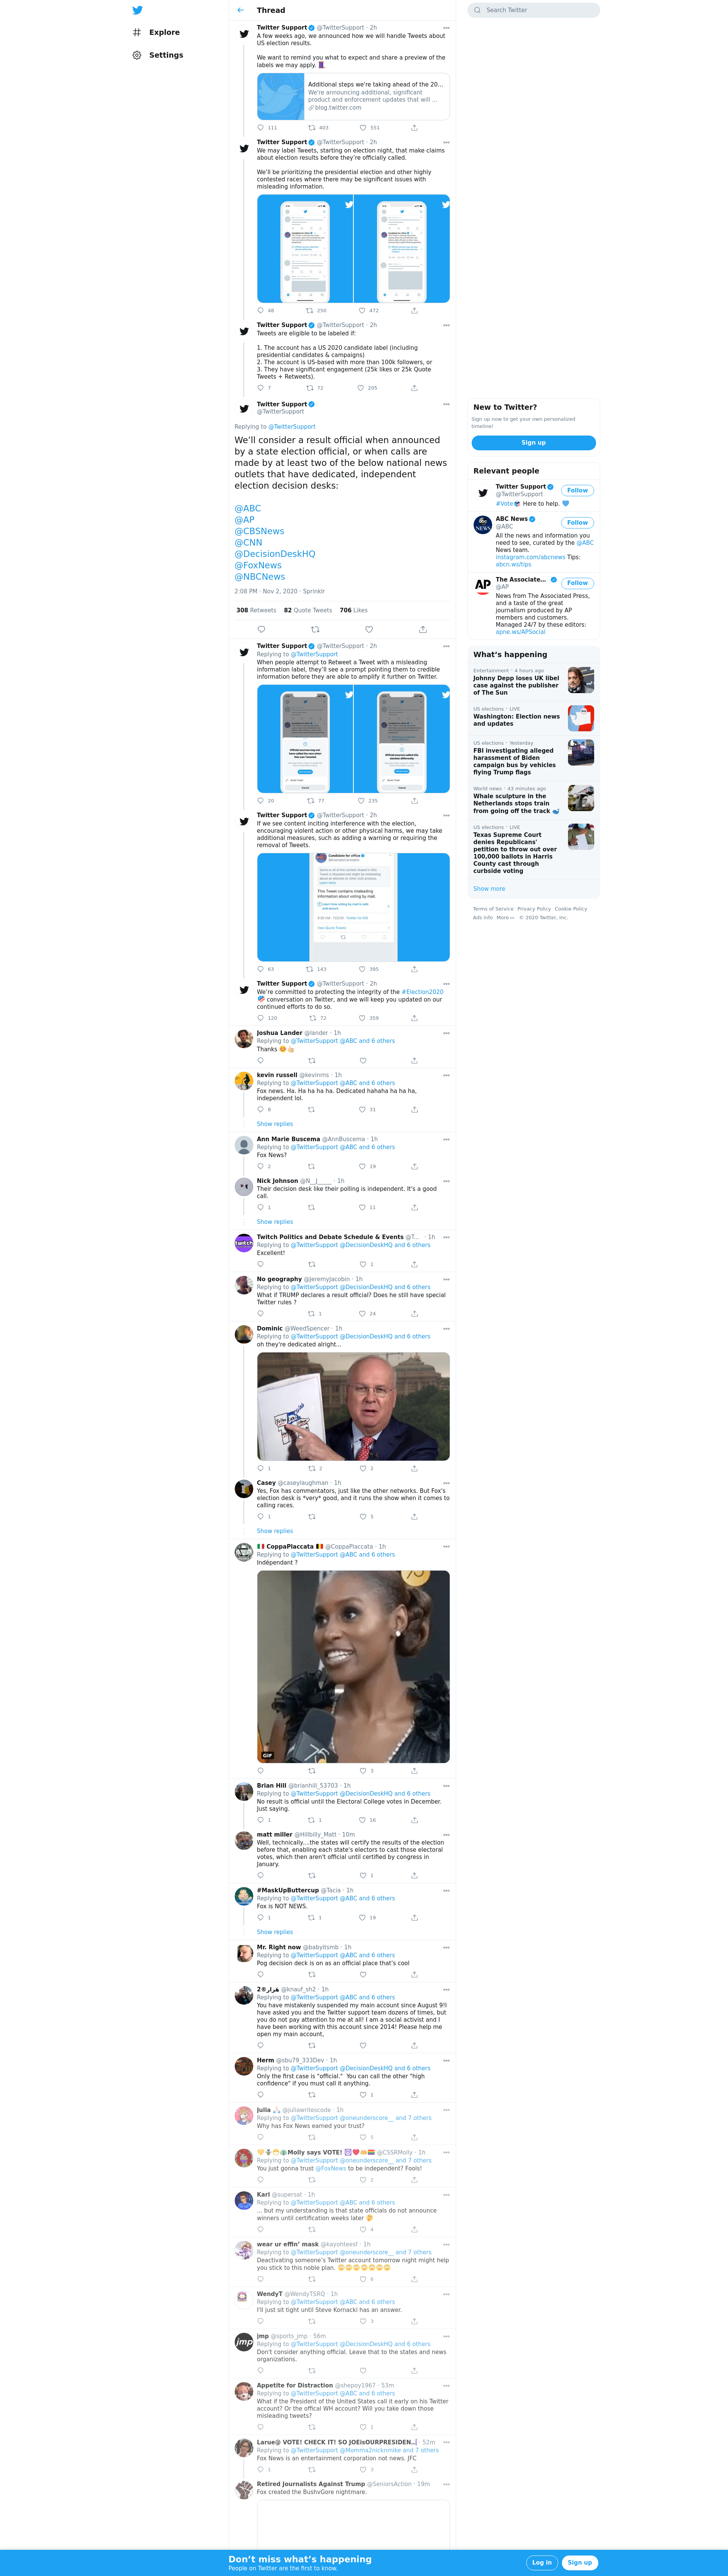 Explore
Settings
Thread
Search Twitter
Twitter Support @TwitterSupport · 2h
A few weeks ago, we announced how we will handle Tweets about
US election results.
We want to remind you what to expect and share a preview of the
labels we may apply.
Additional steps we're taking ahead of the 20...
We're announcing additional, significant
product and enforcement updates that will ...
blog.twitter.com
111 403 551
Twitter Support @TwitterSupport · 2h
We may label Tweets, starting on election night, that make claims
about election results before they're officially called.
We'll be prioritizing the presidential election and other highly
contested races where there may be significant issues with
misleading information.
48 250 472
Twitter Support @TwitterSupport · 2h
Tweets are eligible to be labeled if:
1. The account has a US 2020 candidate label (including
presidential candidates & campaigns)
2. The account is US-based with more than 100k followers, or
3. They have significant engagement (25k likes or 25k Quote
Tweets + Retweets).
7 72 205
Twitter Support
@TwitterSupport
Replying to @TwitterSupport
We'll consider a result official when announced
by a state election official, or when calls are
made by at least two of the below national news
outlets that have dedicated, independent
election decision desks:
@ABC
@AP
@CBSNews
@CNN
@DecisionDeskHQ
@FoxNews
@NBCNews
2:08 PM · Nov 2, 2020 · Sprinklr
308 Retweets 82 Quote Tweets 706 Likes
Twitter Support @TwitterSupport · 2h
Replying to @TwitterSupport
When people attempt to Retweet a Tweet with a misleading
information label, they'll see a prompt pointing them to credible
information before they are able to amplify it further on Twitter.
20 77 235
Twitter Support @TwitterSupport · 2h
If we see content inciting interference with the election,
encouraging violent action or other physical harms, we may take
additional measures, such as adding a warning or requiring the
removal of Tweets.
Candidate for office
This Tweet contains misleading
information about voting by mail.
View Quote Tweets
63 143 395
Twitter Support @TwitterSupport · 2h
We're committed to protecting the integrity of the #Election2020
conversation on Twitter, and we will keep you updated on our
continued efforts to do so.
120 72 359
Joshua Lander @lander · 1h
Replying to @TwitterSupport @ABC and 6 others
Thanks 😊👍🏻
kevin russell @kevinrns · 1h
Replying to @TwitterSupport @ABC and 6 others
Fox news. Ha. Ha ha ha ha. Dedicated hahaha ha ha ha,
independent lol.
8 31
Show replies
Ann Marie Buscema @AnnBuscema · 1h
Replying to @TwitterSupport @ABC and 6 others
Fox News?
2 19
Nick Johnson @N__J_____ · 1h
Their decision desk like their polling is independent. It's a good
call.
1 11
Show replies
Twitch Politics and Debate Schedule & Events @T... · 1h
Replying to @TwitterSupport @DecisionDeskHQ and 6 others
Excellent!
1
No geography @JeremyJacobin · 1h
Replying to @TwitterSupport @DecisionDeskHQ and 6 others
What if TRUMP declares a result official? Does he still have special
Twitter rules ?
1 24
Dominic @WeedSpencer · 1h
Replying to @TwitterSupport @DecisionDeskHQ and 6 others
oh they're dedicated alright...
1 2 2
Casey @caseylaughman · 1h
Yes, Fox has commentators, just like the other networks. But Fox's
election desk is *very* good, and it runs the show when it comes to
calling races.
1 5
Show replies
🇮🇹 CoppaPlaccata 🇧🇪 @CoppaPlaccata · 1h
Replying to @TwitterSupport @ABC and 6 others
Indépendant ?
GIF
3
Brian Hill @brianhill_53703 · 1h
Replying to @TwitterSupport @DecisionDeskHQ and 6 others
No result is official until the Electoral College votes in December.
Just saying.
1 1 16
matt miller @Hillbilly_Matt · 10m
Well, technically....the states will certify the results of the election
before that, enabling each state's electors to cast those electoral
votes, which then aren't official until certified by congress in
January.
1
#MaskUpButtercup @Tacia · 1h
Replying to @TwitterSupport @ABC and 6 others
Fox is NOT NEWS.
1 1 19
Show replies
Mr. Right now @babyitsmb · 1h
Replying to @TwitterSupport @ABC and 6 others
Pog decision deck is on as an official place that's cool
@knauf_sh2 · 1h
Replying to @TwitterSupport @ABC and 6 others
You have mistakenly suspended my main account since August 9!I
have asked you and the Twitter support team dozens of times, but
you do not pay attention to me at all! I am a social activist and I
have been working with this account since 2014! Please help me
open my main account,
Herm @sbu79_333Dev · 1h
Replying to @TwitterSupport @DecisionDeskHQ and 6 others
Only the first case is "official." You can call the other "high
confidence" if you must call it anything.
1
Julia @juliawritescode · 1h
Replying to @TwitterSupport @oneunderscore__ and 7 others
Why has Fox News earned your trust?
5
Molly says VOTE! @CSSRMolly · 1h
Replying to @TwitterSupport @oneunderscore__ and 7 others
You just gonna trust @FoxNews to be independent? Fools!
2
Karl @supersat · 1h
Replying to @TwitterSupport @ABC and 6 others
... but my understanding is that state officials do not announce
winners until certification weeks later
4
wear ur effin' mask @kayohteesf · 1h
Replying to @TwitterSupport @oneunderscore__ and 7 others
Deactivating someone's Twitter account tomorrow night might help
you stick to this noble plan. 🙄🙄🙄🙄🙄🙄🙄
6
WendyT @WendyTSRQ · 1h
Replying to @TwitterSupport @ABC and 6 others
I'll just sit tight until Steve Kornacki has an answer.
3
jmp @sports_jmp · 56m
Replying to @TwitterSupport @DecisionDeskHQ and 6 others
Don't consider anything official. Leave that to the states and news
organizations.
Appetite for Distraction @shepoy1967 · 53m
Replying to @TwitterSupport @ABC and 6 others
What if the President of the United States call it early on his Twitter
account? Or the offical WH account? Will you take down those
misleading tweets?
1
Larue@ VOTE! CHECK IT! SO JOEisOURPRESIDEN... · 52m
Replying to @TwitterSupport @Momma2nicknmike and 7 others
Fox News is an entertainment corporation not news. JFC
1 3
Retired Journalists Against Trump @SeniorsAction · 19m
Fox created the BushvGore nightmare.
New to Twitter?
Sign up now to get your own personalized
timeline!
Sign up
Relevant people
Twitter Support
@TwitterSupport
Follow
#Vote Here to help. 💙
ABC News
@ABC
Follow
All the news and information you
need to see, curated by the @ABC
News team.
instagram.com/abcnews Tips:
abcn.ws/tips
The Associate...
@AP
Follow
News from The Associated Press,
and a taste of the great
journalism produced by AP
members and customers.
Managed 24/7 by these editors:
apne.ws/APSocial
What's happening
Entertainment · 4 hours ago
Johnny Depp loses UK libel
case against the publisher
of The Sun
US elections · LIVE
Washington: Election news
and updates
US elections · Yesterday
FBI investigating alleged
harassment of Biden
campaign bus by vehicles
flying Trump flags
World news · 43 minutes ago
Whale sculpture in the
Netherlands stops train
from going off the track 🐋
US elections · LIVE
Texas Supreme Court
denies Republicans'
petition to throw out over
100,000 ballots in Harris
County cast through
curbside voting
Show more
Terms of Service Privacy Policy Cookie Policy
Ads info More ••• © 2020 Twitter, Inc.
Don't miss what's happening
People on Twitter are the first to know.
Log in
Sign up